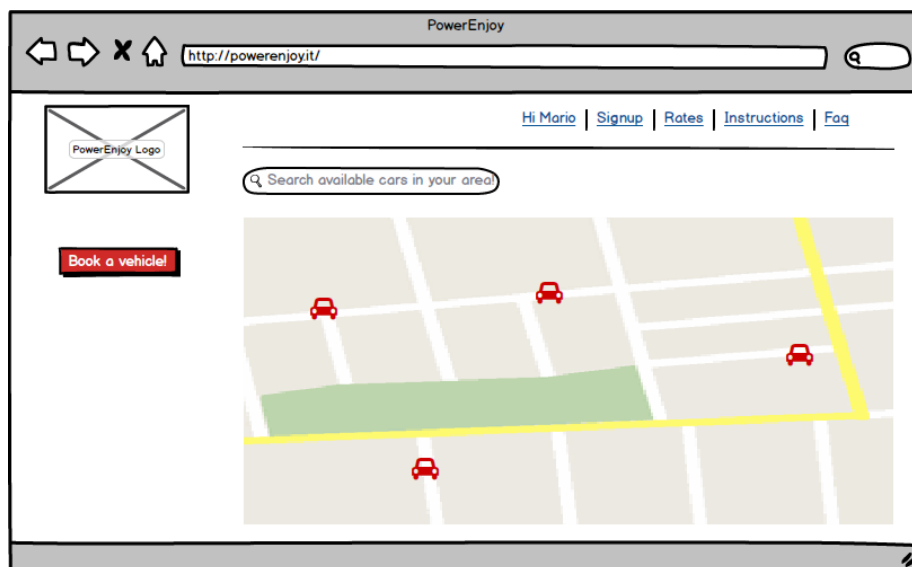 PowerEnjoy
http://powerenjoy.it/
Hi Mario | Signup | Rates | Instructions | Faq
PowerEnjoy Logo
Search available cars in your area!
Book a vehicle!